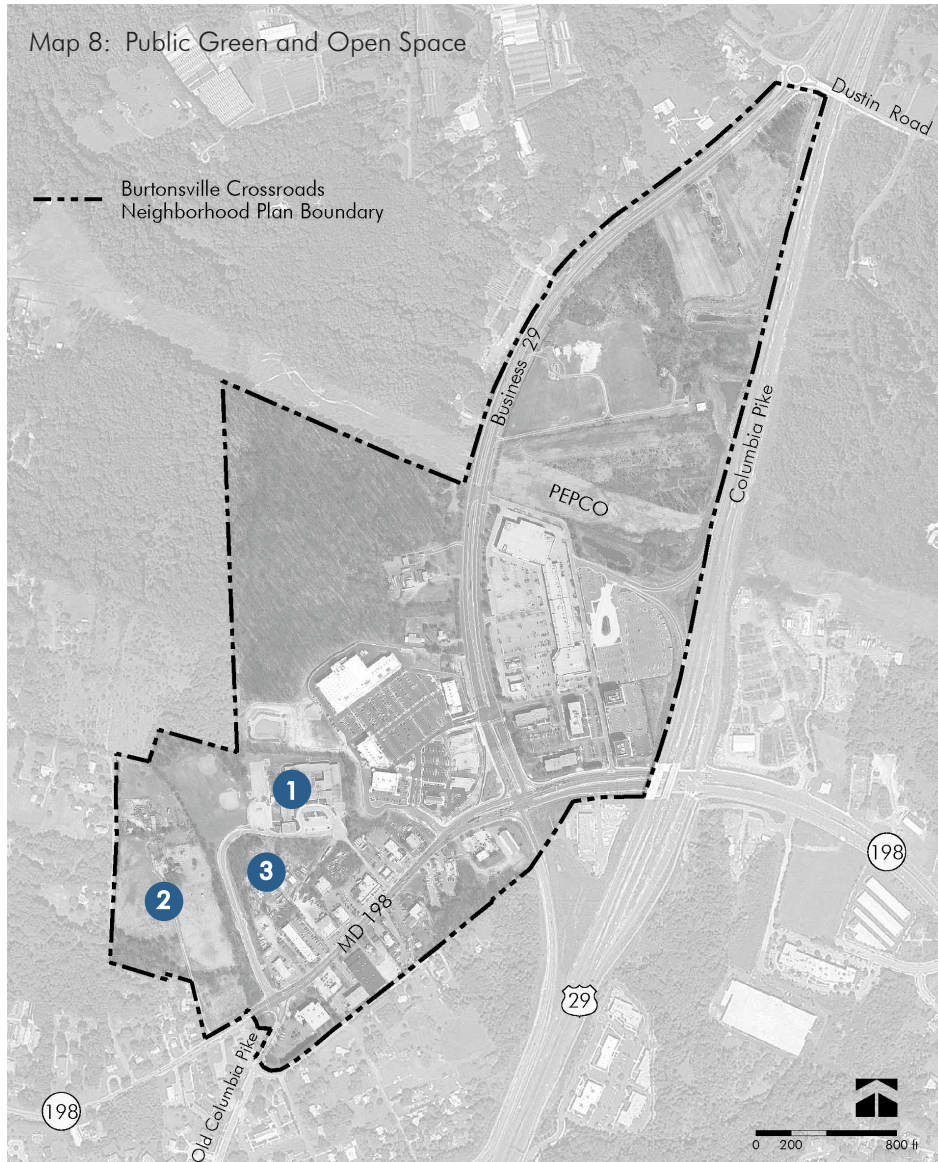 Map 8: Public Green and Open Space
Dustin Road
Burtonsville Crossroads
Neighborhood Plan Boundary
Business 29
Columbia Pike
PEPCO
1
3
2
198
MD 198
29
Old Columbia Pike
198
0 200 800 ft